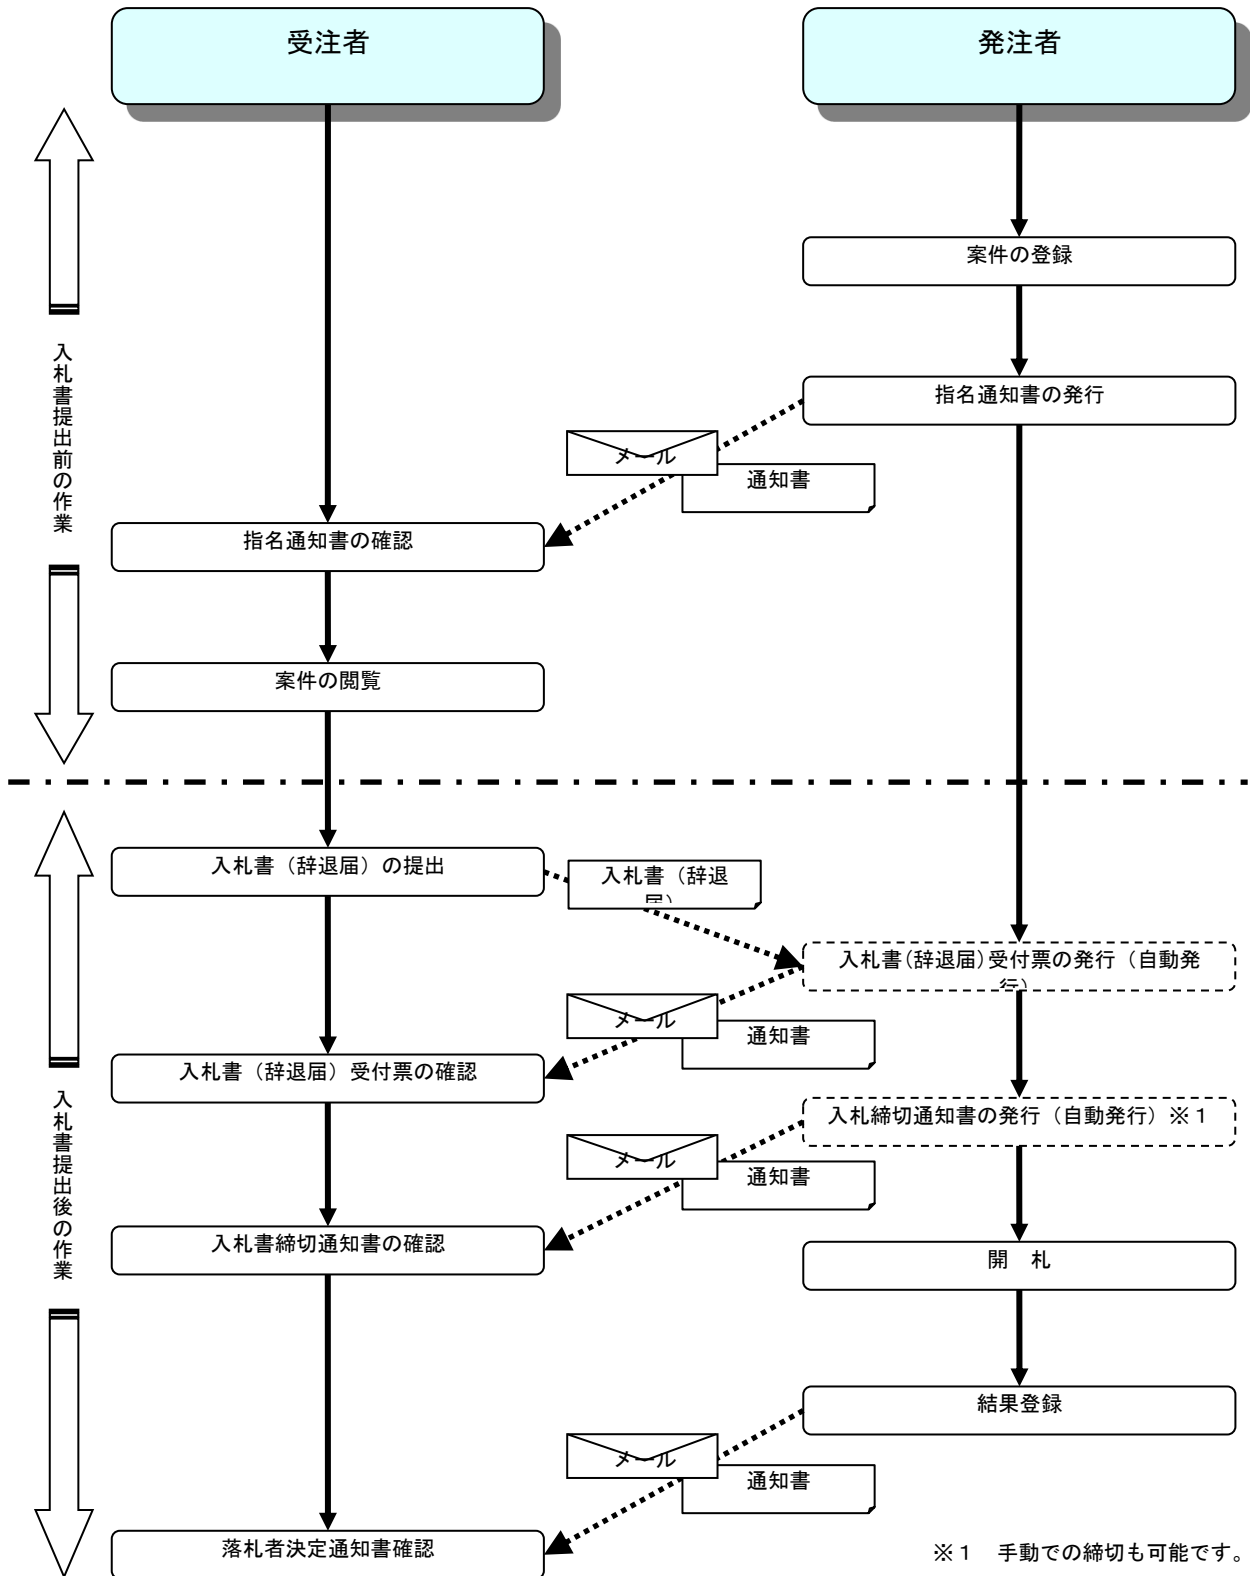 受注者
発注者
案件の登録
指名通知書の発行
メール
通知書
入札書提出前の作業
指名通知書の確認
案件の閲覧
入札書（辞退届）の提出
入札書（辞退
届）
入札書(辞退届)受付票の発行（自動発
行）
メール
通知書
入札書（辞退届）受付票の確認
入札締切通知書の発行（自動発行）※１
メール
通知書
入札書提出後の作業
入札書締切通知書の確認
開　札
結果登録
メール
通知書
落札者決定通知書確認
※１　手動での締切も可能です。